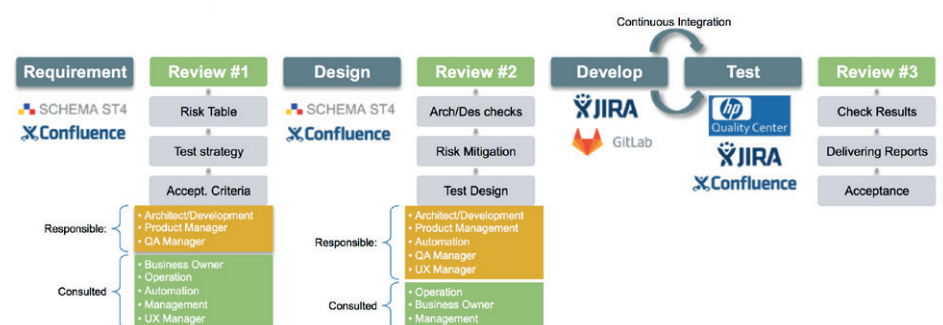 Continuous Integration
Requirement
Review #1
Design
Review #2
Develop
Test
Review #3
SCHEMA ST4
Confluence
Risk Table
Test strategy
Accept. Criteria
SCHEMA ST4
Confluence
Arch/Des checks
Risk Mitigation
Test Design
JIRA
GitLab
hp
Quality Center
JIRA
Confluence
Check Results
Delivering Reports
Acceptance
Responsible:
• Architect/Development
• Product Manager
• QA Manager
Consulted
• Business Owner
• Operation
• Automation
• Management
• UX Manager
Responsible:
• Architect/Development
• Product Management
• Automation
• QA Manager
• UX Manager
Consulted
• Operation
• Business Owner
• Management